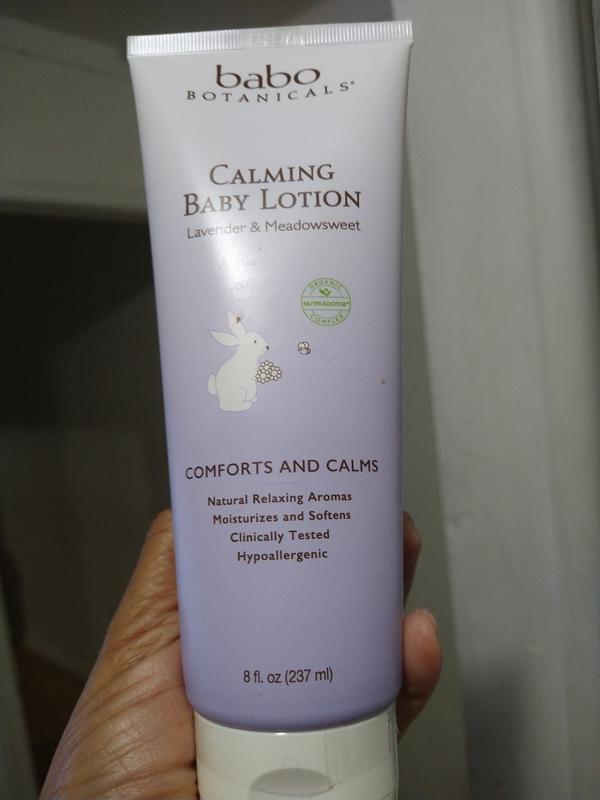 babo
BOTANICALS®
CALMING
BABY LOTION
Lavender & Meadowsweet
ORGANIC
NUTRI-SOOTHE™
COMPLEX
COMFORTS AND CALMS
Natural Relaxing Aromas
Moisturizes and Softens
Clinically Tested
Hypoallergenic
8 fl. oz (237 ml)